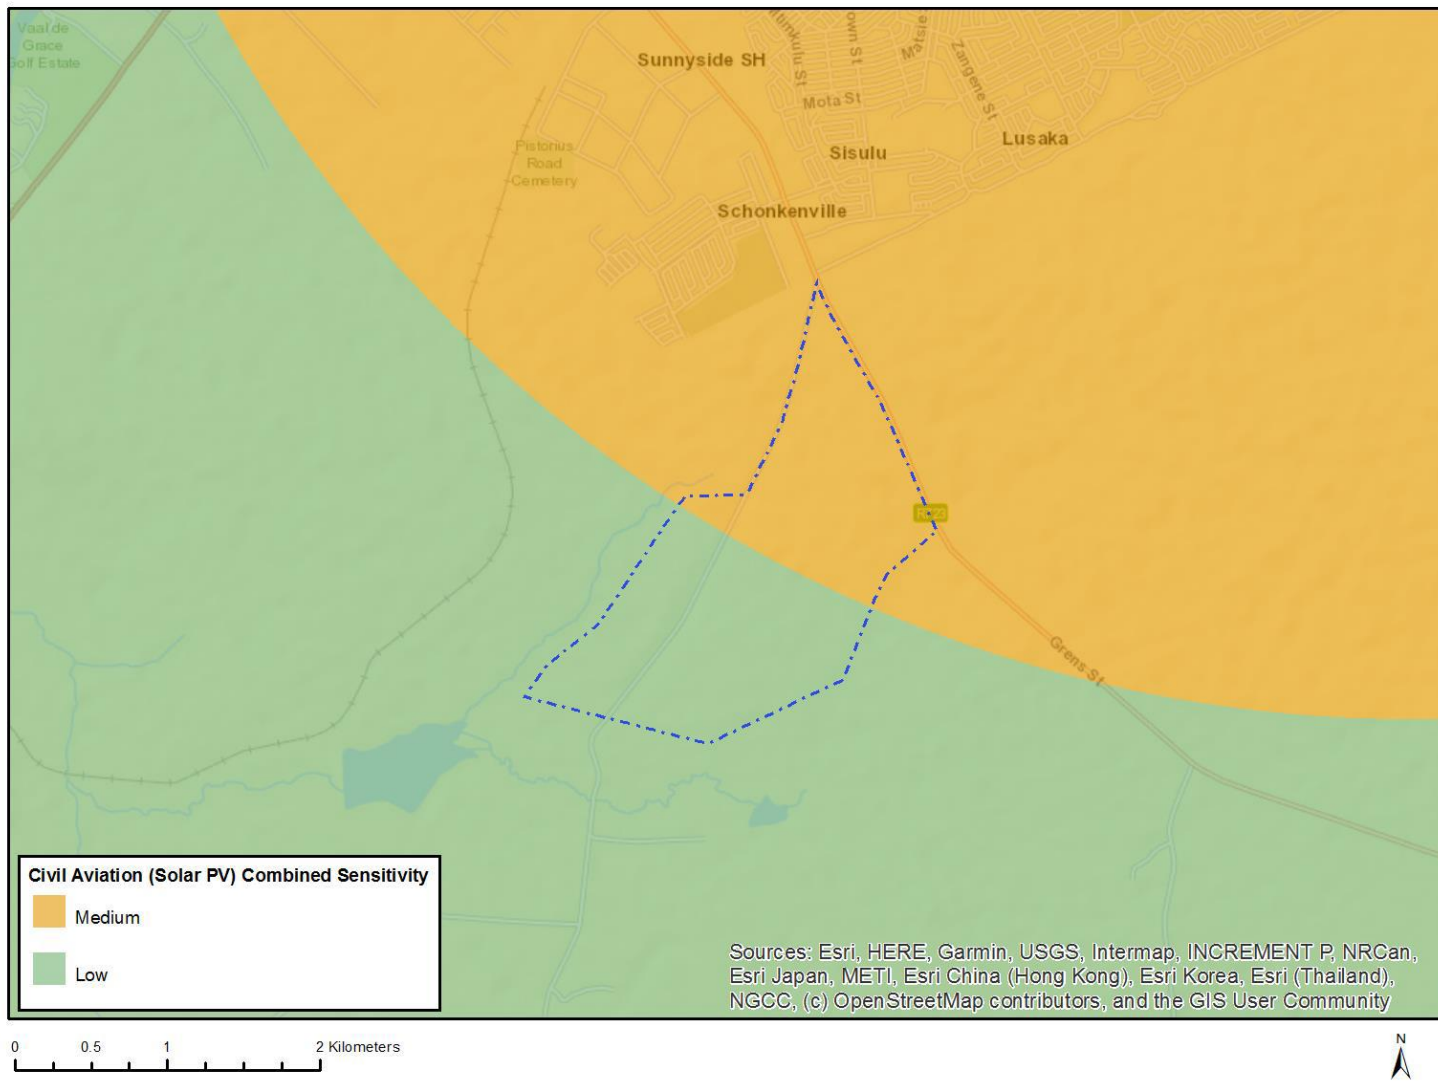 Vaal de
Grace
Golf Estate
Sunnyside SH
Mota St
Zangene St
Lusaka
Sisulu
Pistorius
Road
Cemetery
Schonkenville
Grens St
Civil Aviation (Solar PV) Combined Sensitivity
Medium
Low
Sources: Esri, HERE, Garmin, USGS, Intermap, INCREMENT P, NRCan,
Esri Japan, METI, Esri China (Hong Kong), Esri Korea, Esri (Thailand),
NGCC, (c) OpenStreetMap contributors, and the GIS User Community
0 0.5 1 2 Kilometers
N